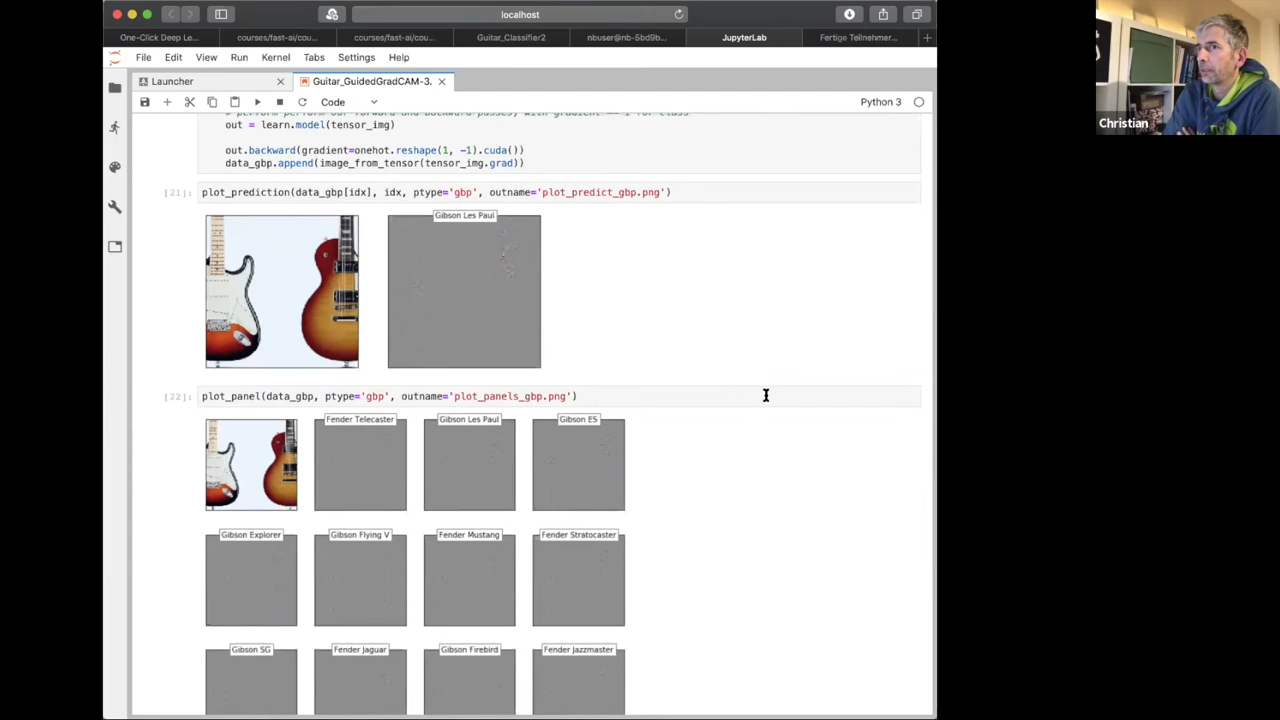 localhost
One-Click Deep Le...
courses/fast-ai/cou...
courses/fast-ai/cou...
Guitar_Classifier2
nbuser@nb-5bd9b...
JupyterLab
Fertige Teilnehmer...
File Edit View Run Kernel Tabs Settings Help
Launcher
Guitar_GuidedGradCAM-3.
Code
Python 3
out = learn.model(tensor_img)
out.backward(gradient=onehot.reshape(1, -1).cuda())
data_gbp.append(image_from_tensor(tensor_img.grad))
[21]: plot_prediction(data_gbp[idx], idx, ptype='gbp', outname='plot_predict_gbp.png')
Gibson Les Paul
[22]: plot_panel(data_gbp, ptype='gbp', outname='plot_panels_gbp.png')
Fender Telecaster
Gibson Les Paul
Gibson ES
Gibson Explorer
Gibson Flying V
Fender Mustang
Fender Stratocaster
Gibson SG
Fender Jaguar
Gibson Firebird
Fender Jazzmaster
Christian